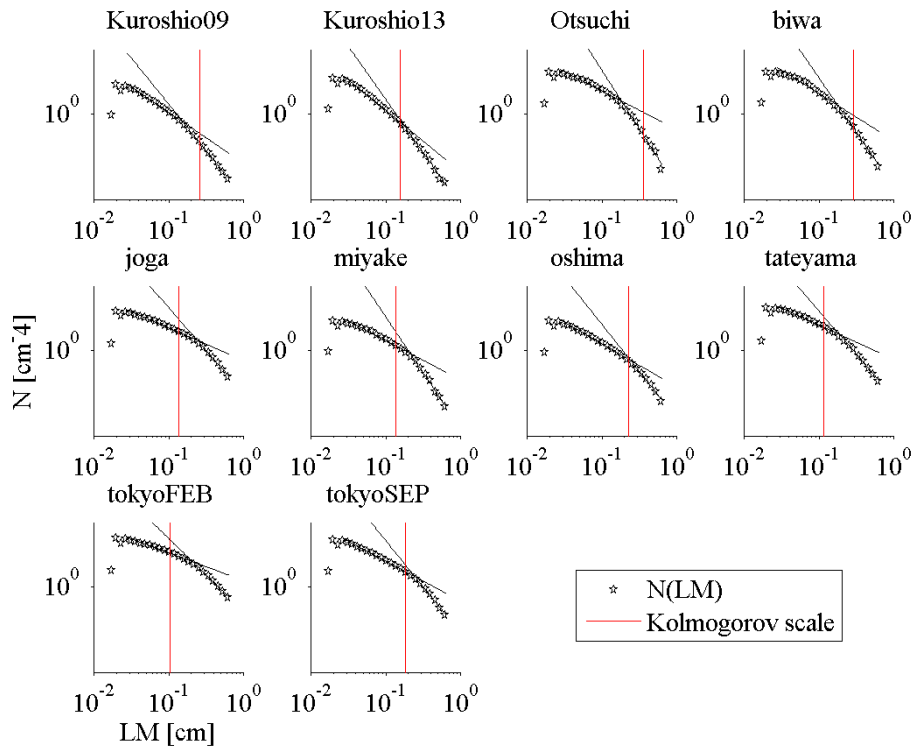 Kuroshio09 Kuroshio13 Otsuchi biwa
10^0 10^0 10^0 10^0
10^-2 10^-1 10^0 10^-2 10^-1 10^0 10^-2 10^-1 10^0 10^-2 10^-1 10^0
joga miyake oshima tateyama
N [cm^-4]
10^0 10^0 10^0 10^0
10^-2 10^-1 10^0 10^-2 10^-1 10^0 10^-2 10^-1 10^0 10^-2 10^-1 10^0
tokyoFEB tokyoSEP
10^0 10^0
10^-2 10^-1 10^0 10^-2 10^-1 10^0
LM [cm]
N(LM)
Kolmogorov scale